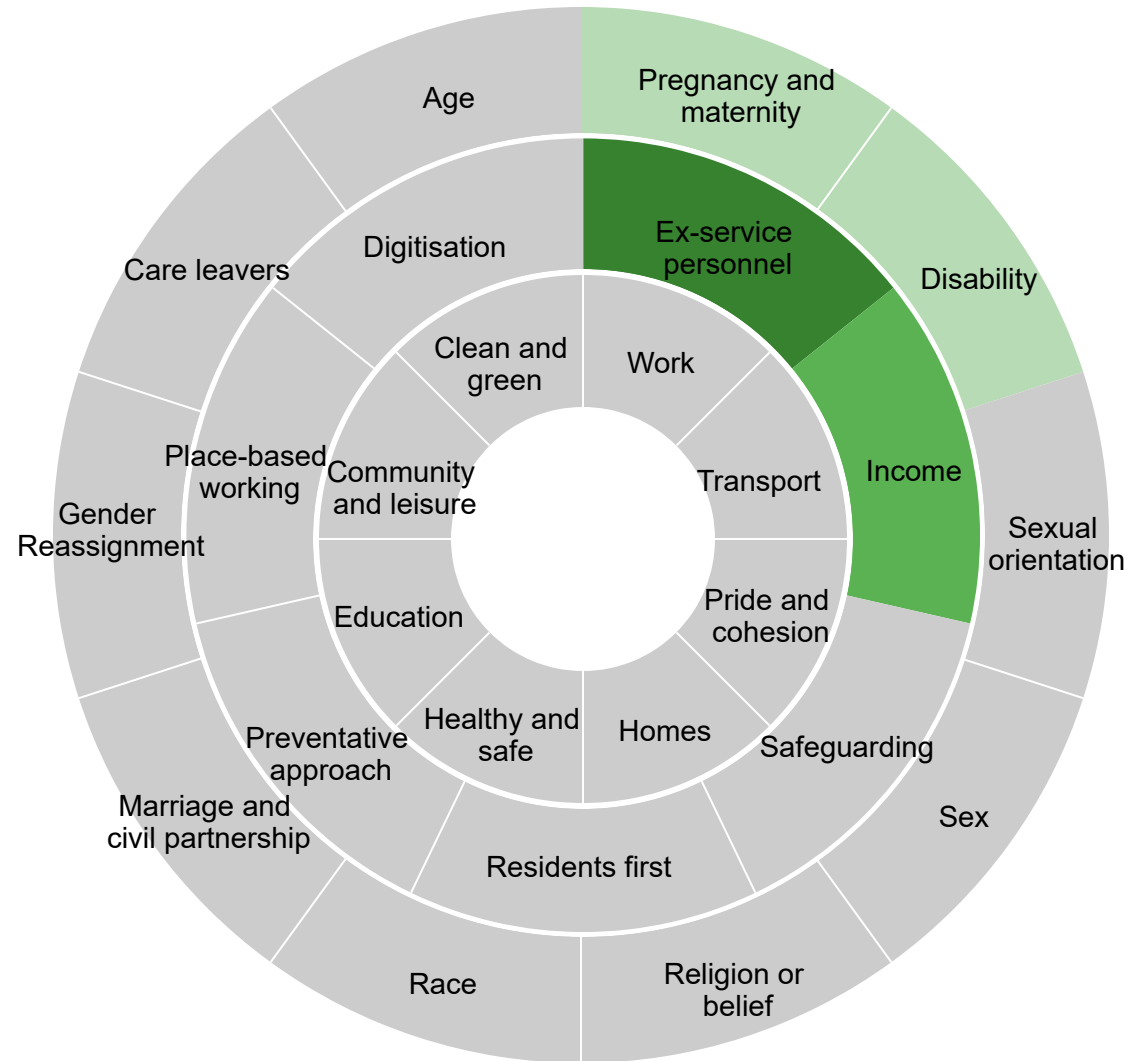 Pregnancy and
maternity
Disability
Sexual
orientation
Sex
Religion or
belief
Race
Marriage and
civil partnership
Gender
Reassignment
Care leavers
Age
Ex-service
personnel
Income
Safeguarding
Residents first
Preventative
approach
Place-based
working
Digitisation
Work
Transport
Pride and
cohesion
Homes
Healthy and
safe
Education
Community
and leisure
Clean and
green